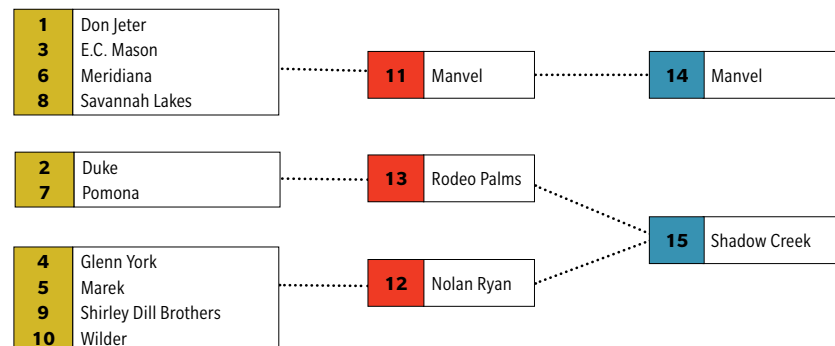 1 Don Jeter
3 E.C. Mason
6 Meridiana
8 Savannah Lakes
11 Manvel
14 Manvel
2 Duke
7 Pomona
13 Rodeo Palms
15 Shadow Creek
4 Glenn York
5 Marek
9 Shirley Dill Brothers
10 Wilder
12 Nolan Ryan